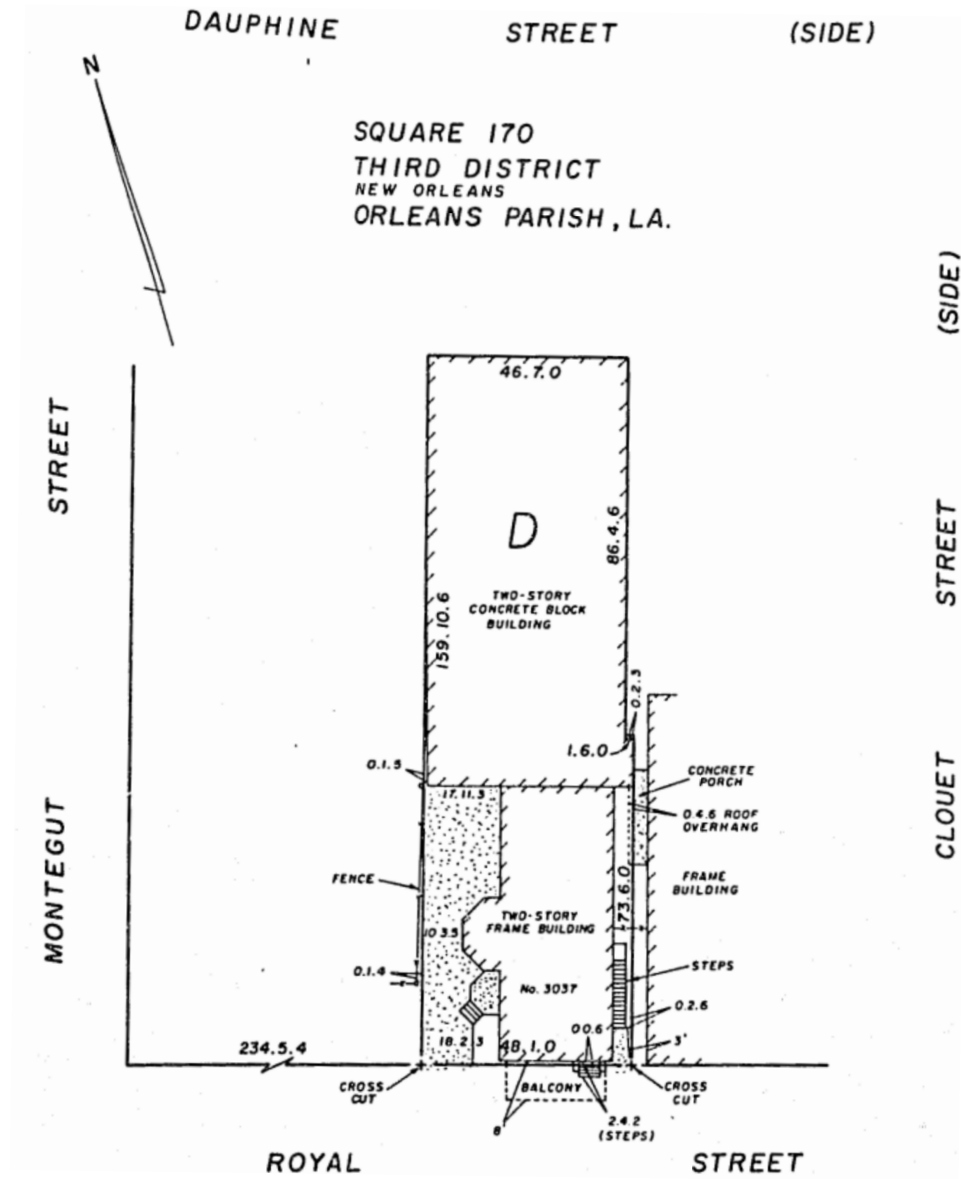 DAUPHINE STREET (SIDE)
N
SQUARE 170
THIRD DISTRICT
NEW ORLEANS
ORLEANS PARISH, LA.
(SIDE)
STREET
CLOUET
STREET
MONTEGUT
46.7.0
D
86.4.6
TWO-STORY
CONCRETE BLOCK
BUILDING
159.10.6
0.2.3
1.6.0
0.1.5
CONCRETE
PORCH
17.11.3
0.4.6 ROOF
OVERHANG
FENCE
73.6.0
FRAME
BUILDING
TWO-STORY
FRAME BUILDING
10.3.5
0.1.4
STEPS
No. 3037
0.2.6
0 0.6
18.2 3
3'
234.5.4
48.1.0
CROSS
CUT
BALCONY
CROSS
CUT
2.4.2
(STEPS)
ROYAL STREET